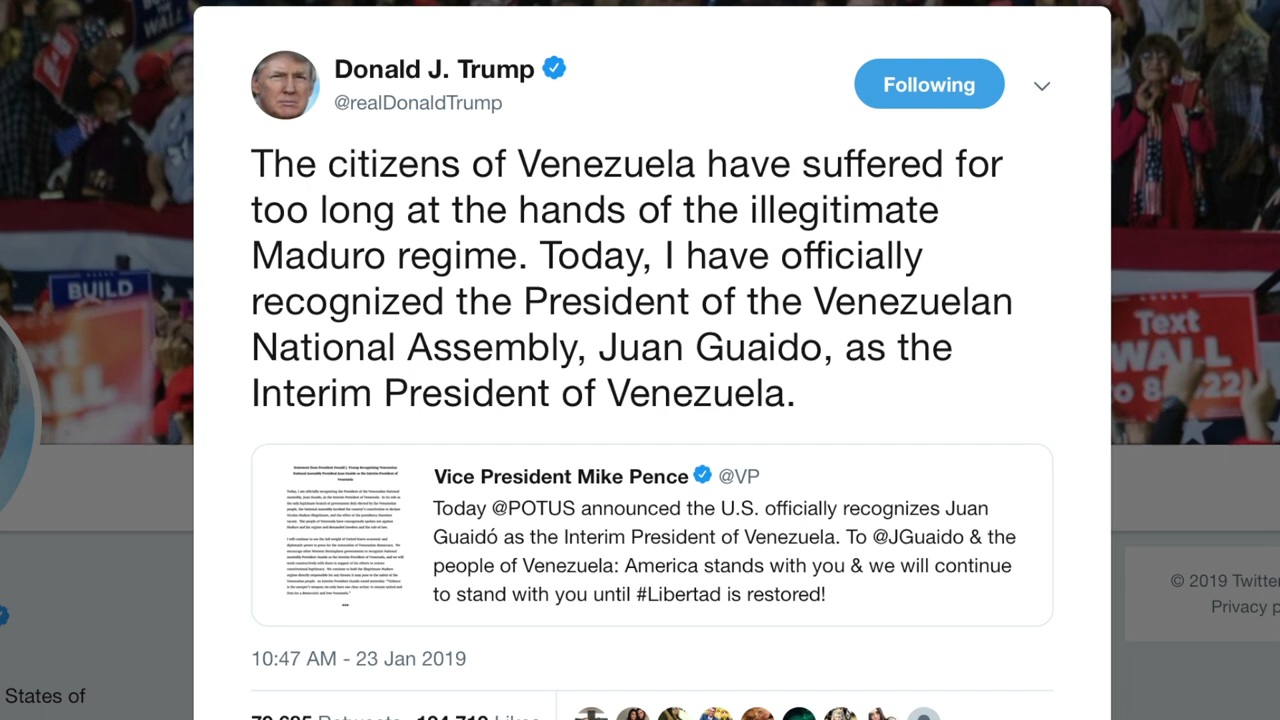 Donald J. Trump
@realDonaldTrump
Following
The citizens of Venezuela have suffered for
too long at the hands of the illegitimate
Maduro regime. Today, I have officially
recognized the President of the Venezuelan
National Assembly, Juan Guaido, as the
Interim President of Venezuela.
Vice President Mike Pence @VP
Today @POTUS announced the U.S. officially recognizes Juan
Guaidó as the Interim President of Venezuela. To @JGuaido & the
people of Venezuela: America stands with you & we will continue
to stand with you until #Libertad is restored!
10:47 AM - 23 Jan 2019
Retweets Likes
BUILD
WALL
Text
WALL
© 2019 Twitter
Privacy
States of